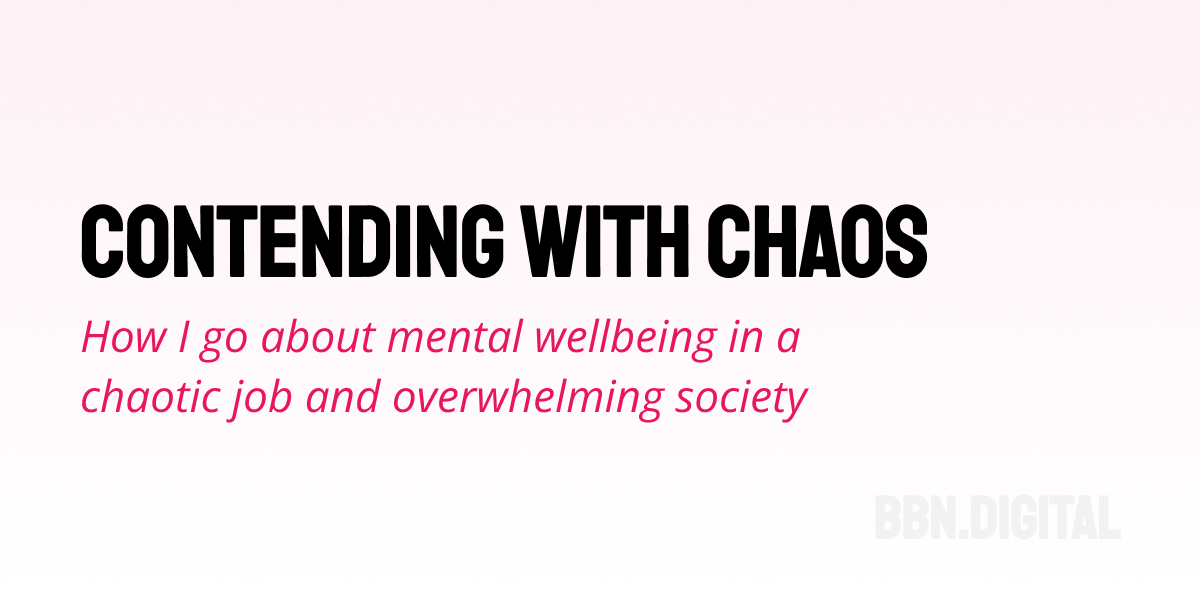 CONTENDING WITH CHAOS
How I go about mental wellbeing in a
chaotic job and overwhelming society
BBN.DIGITAL